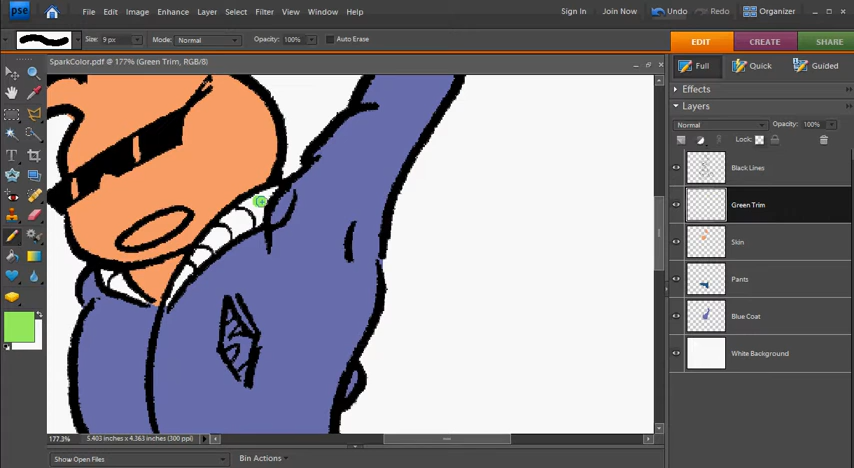 pse File Edit Image Enhance Layer Select Filter View Window Help Sign In Join Now Undo Redo Organizer
Size: 9 px Mode: Normal Opacity: 100% Auto Erase EDIT CREATE SHARE
SparkColor.pdf @ 177% (Green Trim, RGB/8)
Full Quick Guided
Effects
Layers
Normal Opacity: 100%
Lock:
Black Lines
Green Trim
Skin
Pants
Blue Coat
White Background
177.3% 5.403 inches x 4.363 inches (300 ppi)
Show Open Files Bin Actions